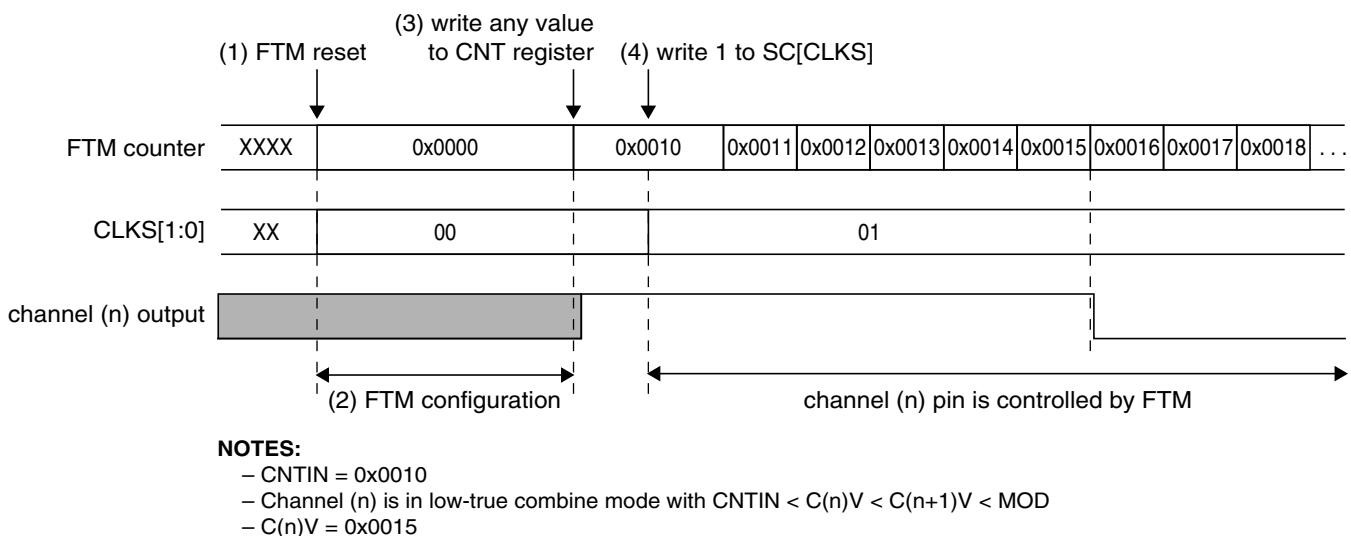 (3) write any value
(1) FTM reset to CNT register (4) write 1 to SC[CLKS]
FTM counter XXXX 0x0000 0x0010 0x0011 0x0012 0x0013 0x0014 0x0015 0x0016 0x0017 0x0018 . . .
CLKS[1:0] XX 00 01
channel (n) output
(2) FTM configuration channel (n) pin is controlled by FTM
NOTES:
– CNTIN = 0x0010
– Channel (n) is in low-true combine mode with CNTIN < C(n)V < C(n+1)V < MOD
– C(n)V = 0x0015